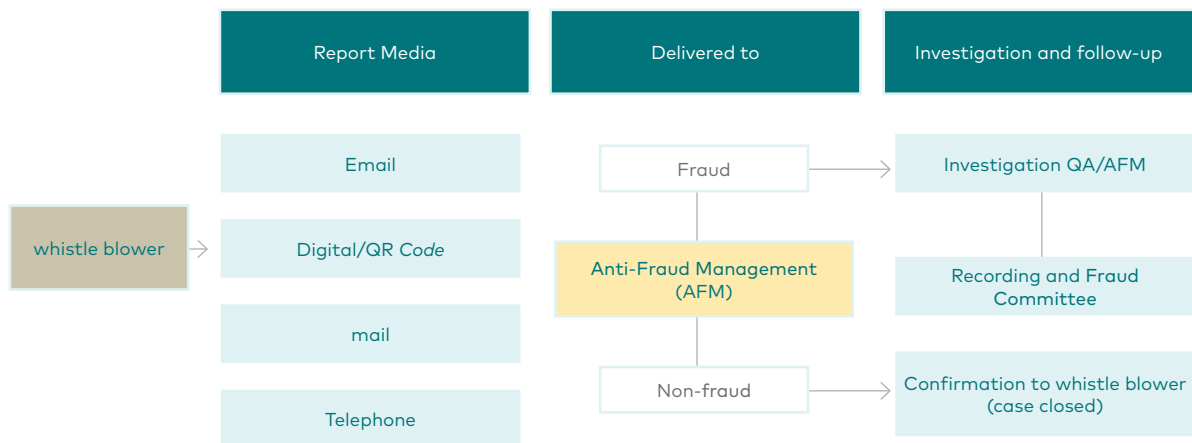 Report Media
Delivered to
Investigation and follow-up
whistle blower
Email
Digital/QR Code
mail
Telephone
Fraud
Anti-Fraud Management
(AFM)
Non-fraud
Investigation QA/AFM
Recording and Fraud
Committee
Confirmation to whistle blower
(case closed)